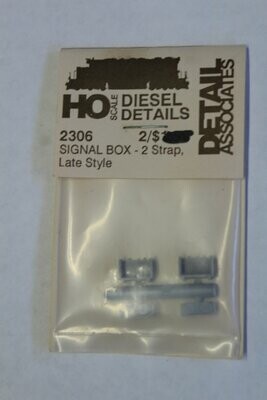 HO SCALE DIESEL DETAILS
DETAIL ASSOCIATES
2306 2/$
SIGNAL BOX - 2 Strap,
Late Style